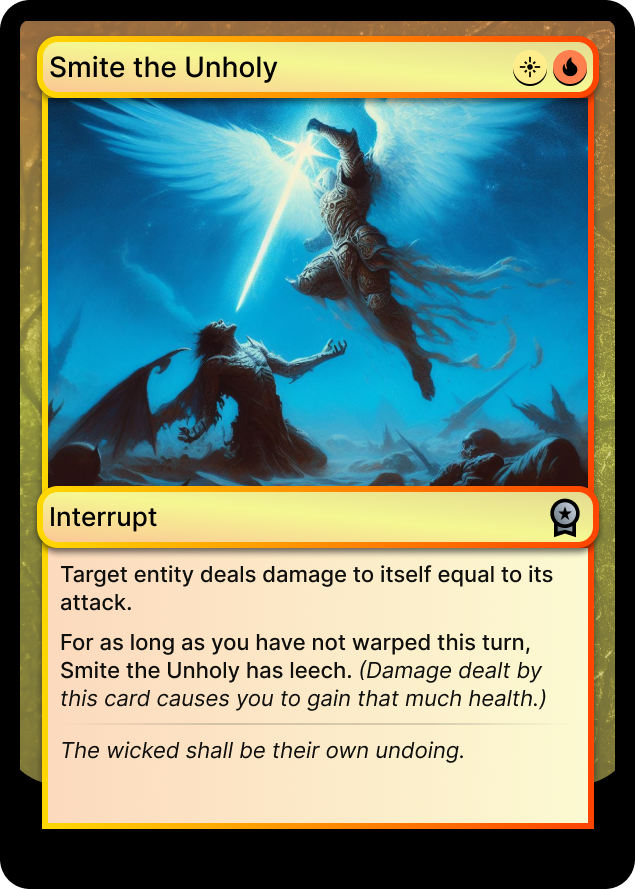 Smite the Unholy
Interrupt
Target entity deals damage to itself equal to its
attack.
For as long as you have not warped this turn,
Smite the Unholy has leech. (Damage dealt by
this card causes you to gain that much health.)
The wicked shall be their own undoing.